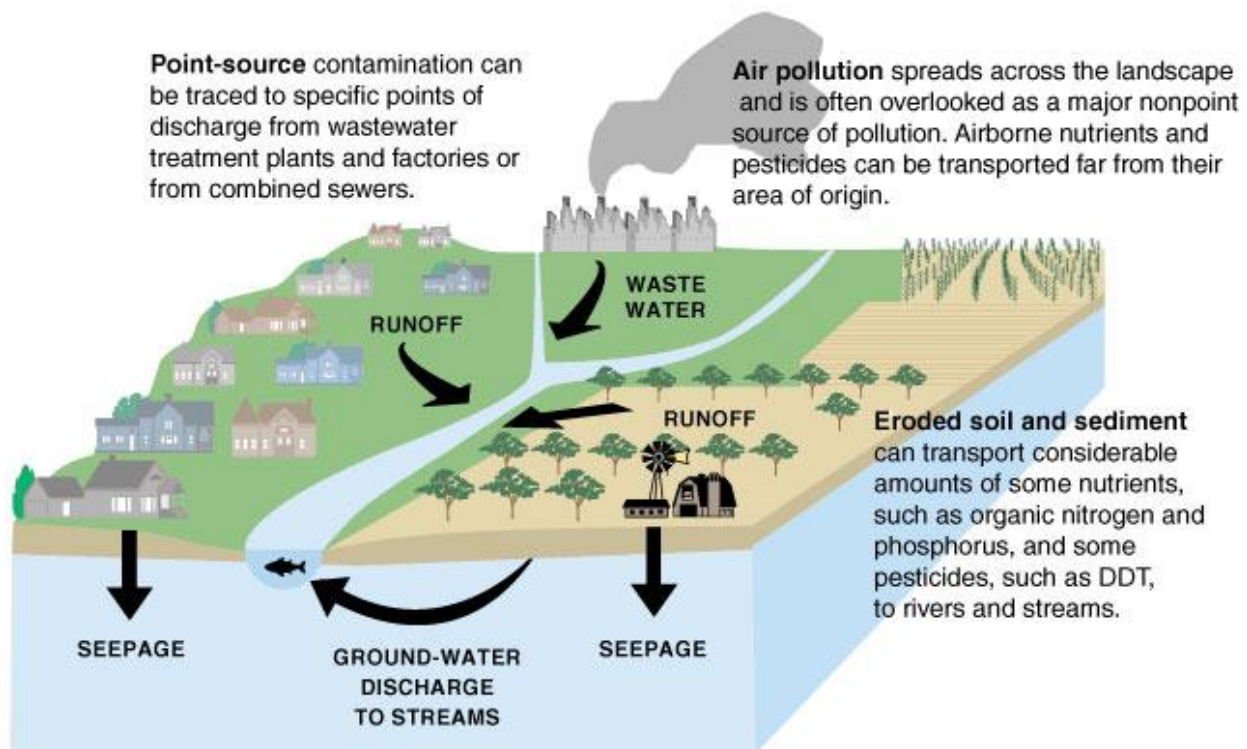 Point-source contamination can
be traced to specific points of
discharge from wastewater
treatment plants and factories or
from combined sewers.
Air pollution spreads across the landscape
and is often overlooked as a major nonpoint
source of pollution. Airborne nutrients and
pesticides can be transported far from their
area of origin.
WASTE
WATER
RUNOFF
RUNOFF
Eroded soil and sediment
can transport considerable
amounts of some nutrients,
such as organic nitrogen and
phosphorus, and some
pesticides, such as DDT,
to rivers and streams.
SEEPAGE
GROUND-WATER
DISCHARGE
TO STREAMS
SEEPAGE